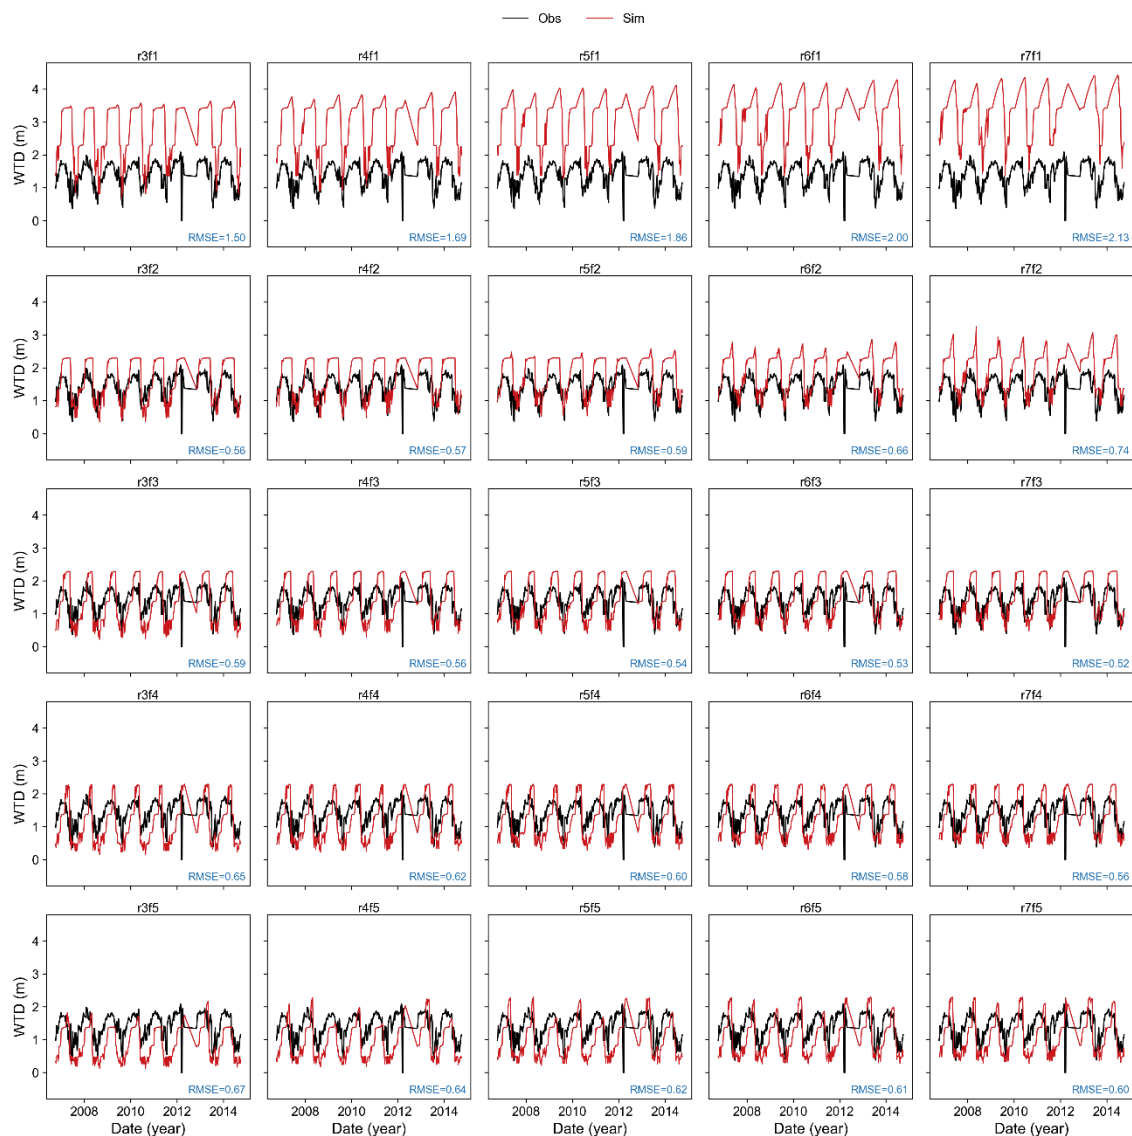 Obs Sim
r3f1 r4f1 r5f1 r6f1 r7f1
WTD (m)
4
3
2
1
0
RMSE=1.50 RMSE=1.69 RMSE=1.86 RMSE=2.00 RMSE=2.13
r3f2 r4f2 r5f2 r6f2 r7f2
WTD (m)
4
3
2
1
0
RMSE=0.56 RMSE=0.57 RMSE=0.59 RMSE=0.66 RMSE=0.74
r3f3 r4f3 r5f3 r6f3 r7f3
WTD (m)
4
3
2
1
0
RMSE=0.59 RMSE=0.56 RMSE=0.54 RMSE=0.53 RMSE=0.52
r3f4 r4f4 r5f4 r6f4 r7f4
WTD (m)
4
3
2
1
0
RMSE=0.65 RMSE=0.62 RMSE=0.60 RMSE=0.58 RMSE=0.56
r3f5 r4f5 r5f5 r6f5 r7f5
WTD (m)
4
3
2
1
0
RMSE=0.67 RMSE=0.64 RMSE=0.62 RMSE=0.61 RMSE=0.60
2008 2010 2012 2014 2008 2010 2012 2014 2008 2010 2012 2014 2008 2010 2012 2014 2008 2010 2012 2014
Date (year) Date (year) Date (year) Date (year) Date (year)